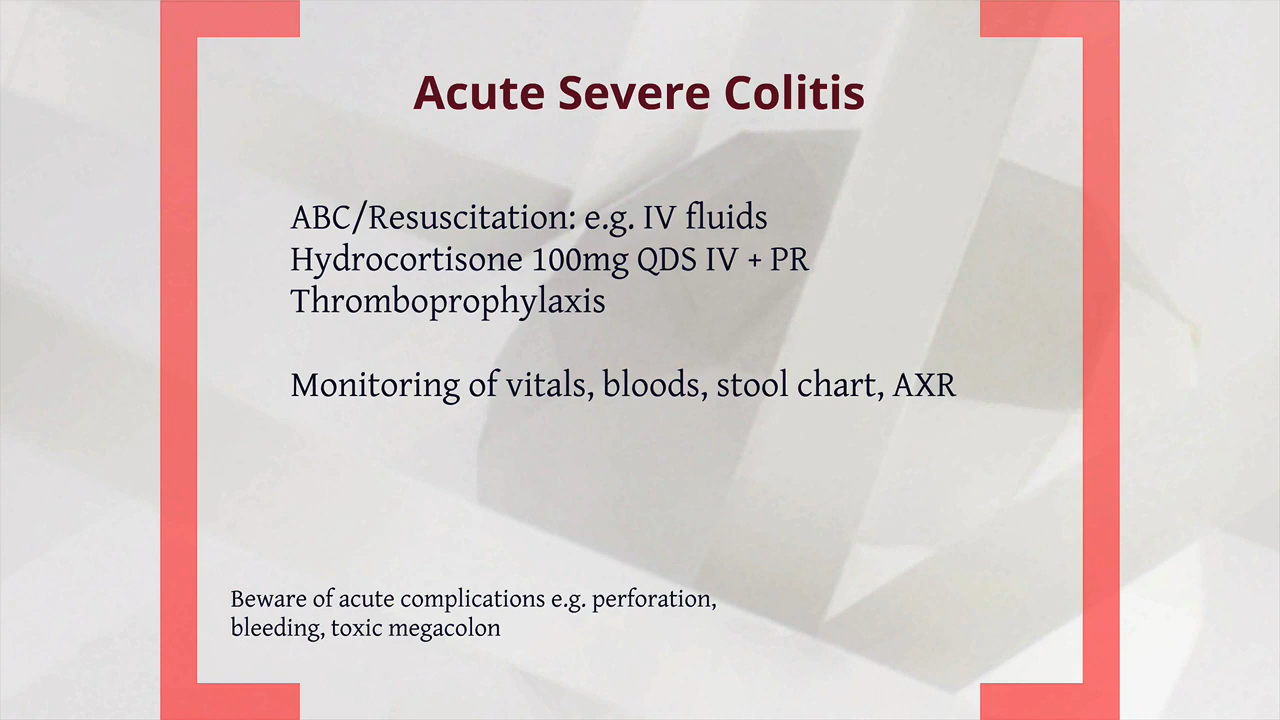 Acute Severe Colitis
ABC/Resuscitation: e.g. IV fluids
Hydrocortisone 100mg QDS IV + PR
Thromboprophylaxis
Monitoring of vitals, bloods, stool chart, AXR
Beware of acute complications e.g. perforation,
bleeding, toxic megacolon